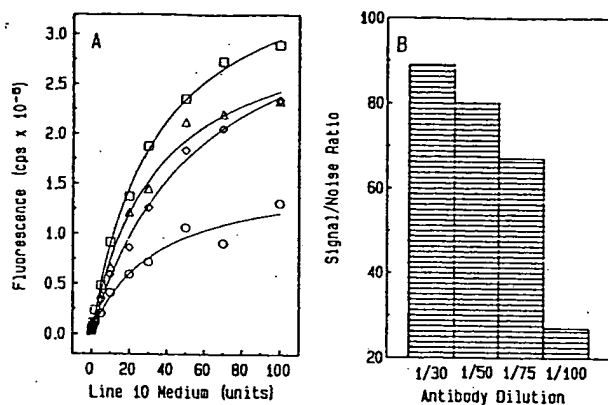 A
3.0
2.5
2.0
1.5
1.0
0.5
0.0
Fluorescence (cps x 10⁻⁵)
0 20 40 60 80 100
Line 10 Medium (units)
B
100
80
60
40
20
Signal/Noise Ratio
1/30 1/50 1/75 1/100
Antibody Dilution